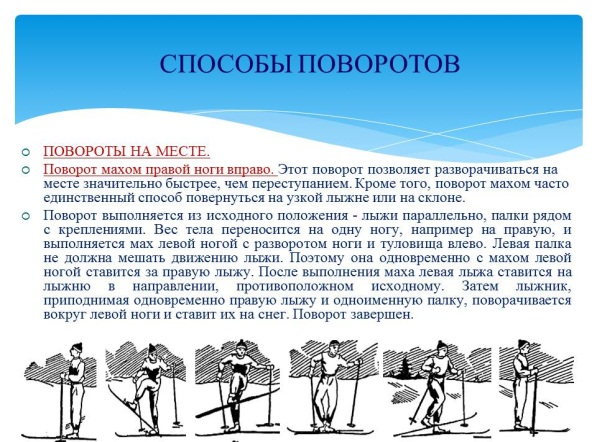 СПОСОБЫ ПОВОРОТОВ
ПОВОРОТЫ НА МЕСТЕ.
Поворот махом правой ноги вправо. Этот поворот позволяет разворачиваться на
месте значительно быстрее, чем переступанием. Кроме того, поворот махом часто
единственный способ повернуться на узкой лыжне или на склоне.
Поворот выполняется из исходного положения - лыжи параллельно, палки рядом
с креплениями. Вес тела переносится на одну ногу, например на правую, и
выполняется мах левой ногой с разворотом ноги и туловища влево. Левая палка
не должна мешать движению лыжи. Поэтому она одновременно с махом левой
ногой ставится за правую лыжу. После выполнения маха левая лыжа ставится на
лыжню в направлении, противоположном исходному. Затем лыжник,
приподнимая одновременно правую лыжу и одноименную палку, поворачивается
вокруг левой ноги и ставит их на снег. Поворот завершен.